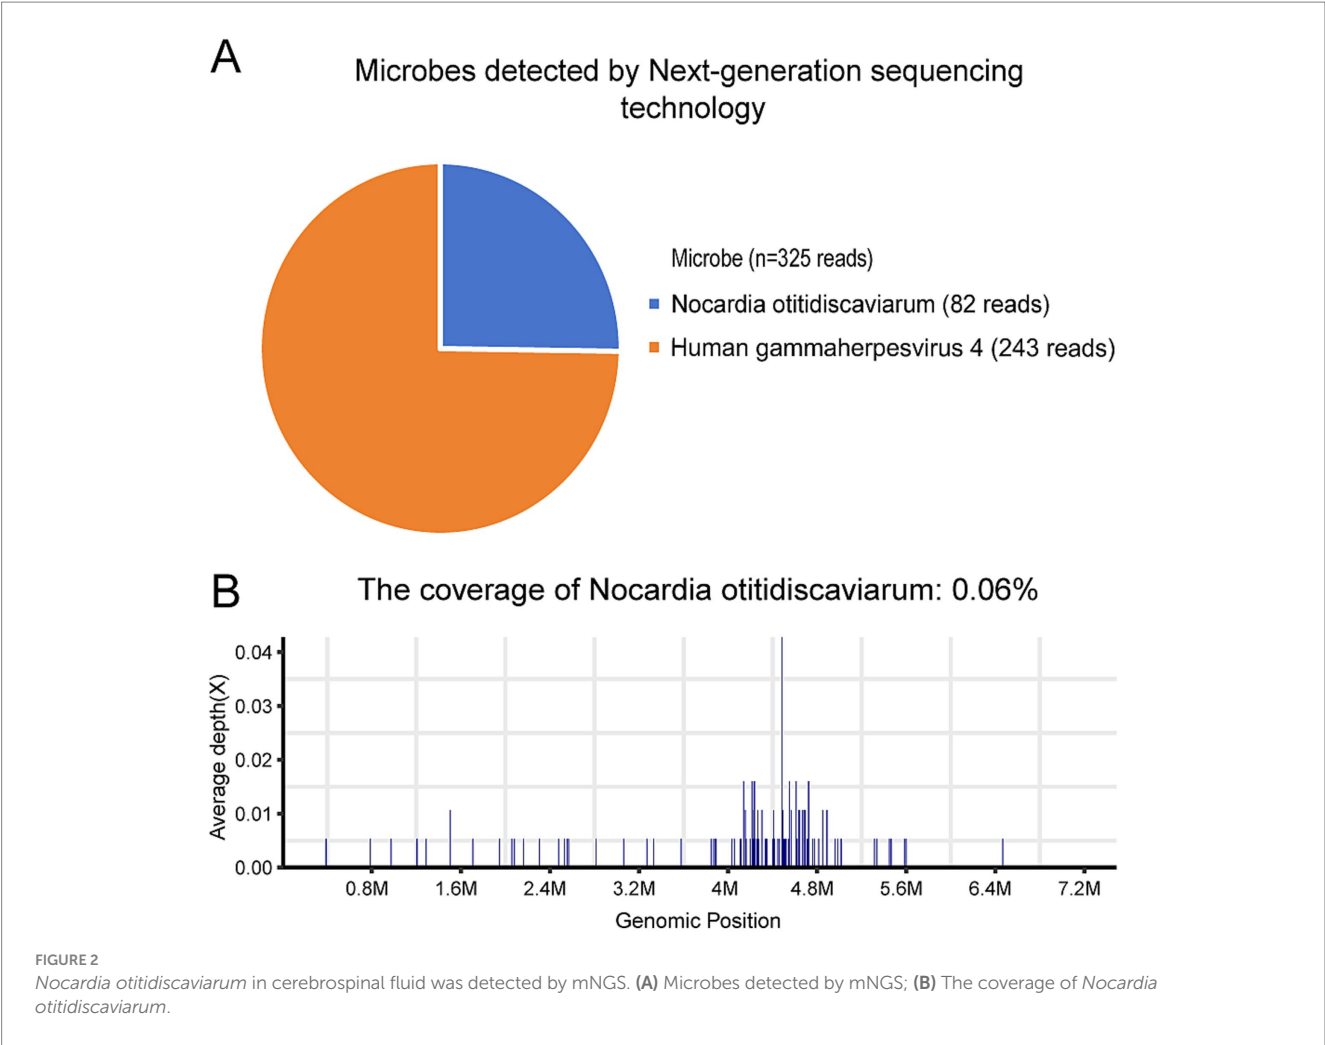 A
Microbes detected by Next-generation sequencing
technology
Microbe (n=325 reads)
Nocardia otitidiscaviarum (82 reads)
Human gammaherpesvirus 4 (243 reads)
B
The coverage of Nocardia otitidiscaviarum: 0.06%
Average depth(X)
0.04
0.03
0.02
0.01
0.00
0.8M 1.6M 2.4M 3.2M 4M 4.8M 5.6M 6.4M 7.2M
Genomic Position
FIGURE 2
Nocardia otitidiscaviarum in cerebrospinal fluid was detected by mNGS. (A) Microbes detected by mNGS; (B) The coverage of Nocardia
otitidiscaviarum.